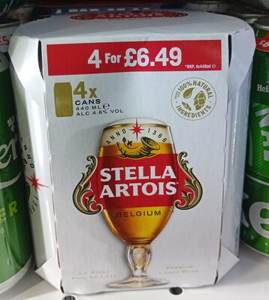 4 For £6.49
4x
CANS
440 ML e
ALC 4.6% VOL
100% NATURAL
INGREDIENTS
ANNO 1366
STELLA
ARTOIS
BELGIUM